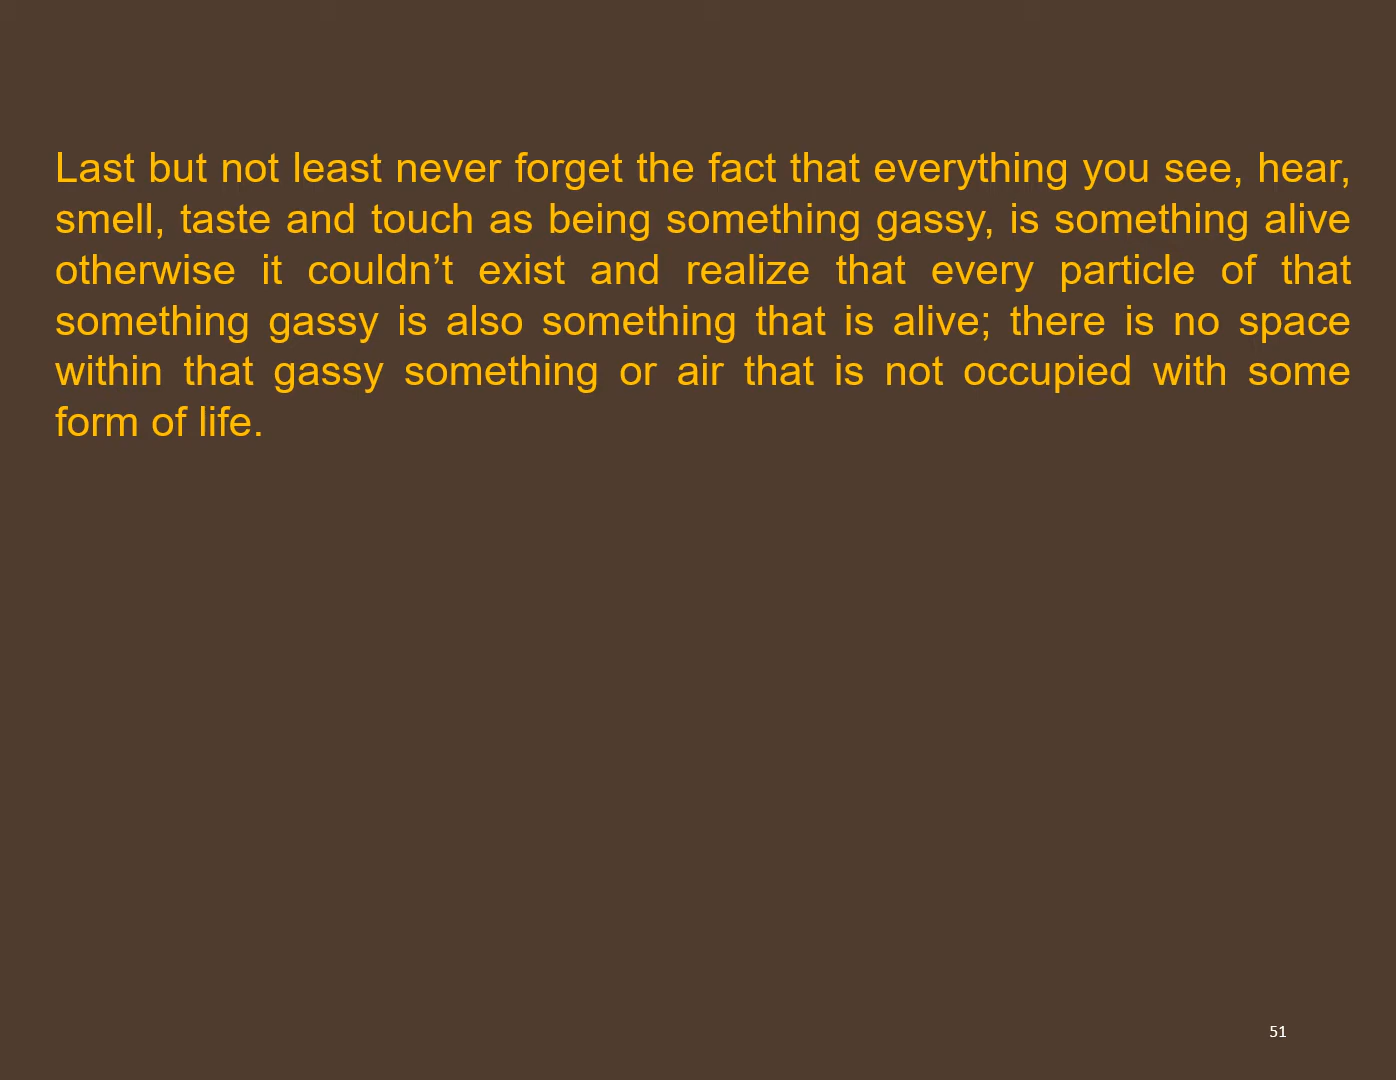 Last but not least never forget the fact that everything you see, hear,
smell, taste and touch as being something gassy, is something alive
otherwise it couldn’t exist and realize that every particle of that
something gassy is also something that is alive; there is no space
within that gassy something or air that is not occupied with some
form of life.
51